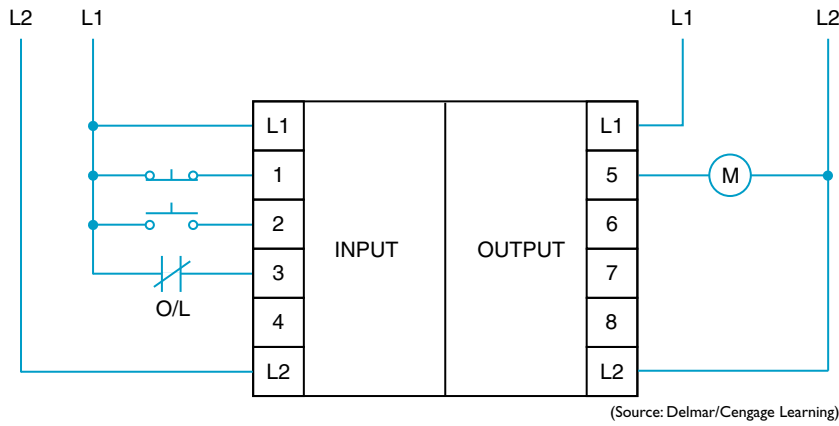 L2 L1 L1 L2
L1 L1
1 5 M
2 6
INPUT OUTPUT
3 7
O/L
4 8
L2 L2
(Source: Delmar/Cengage Learning)